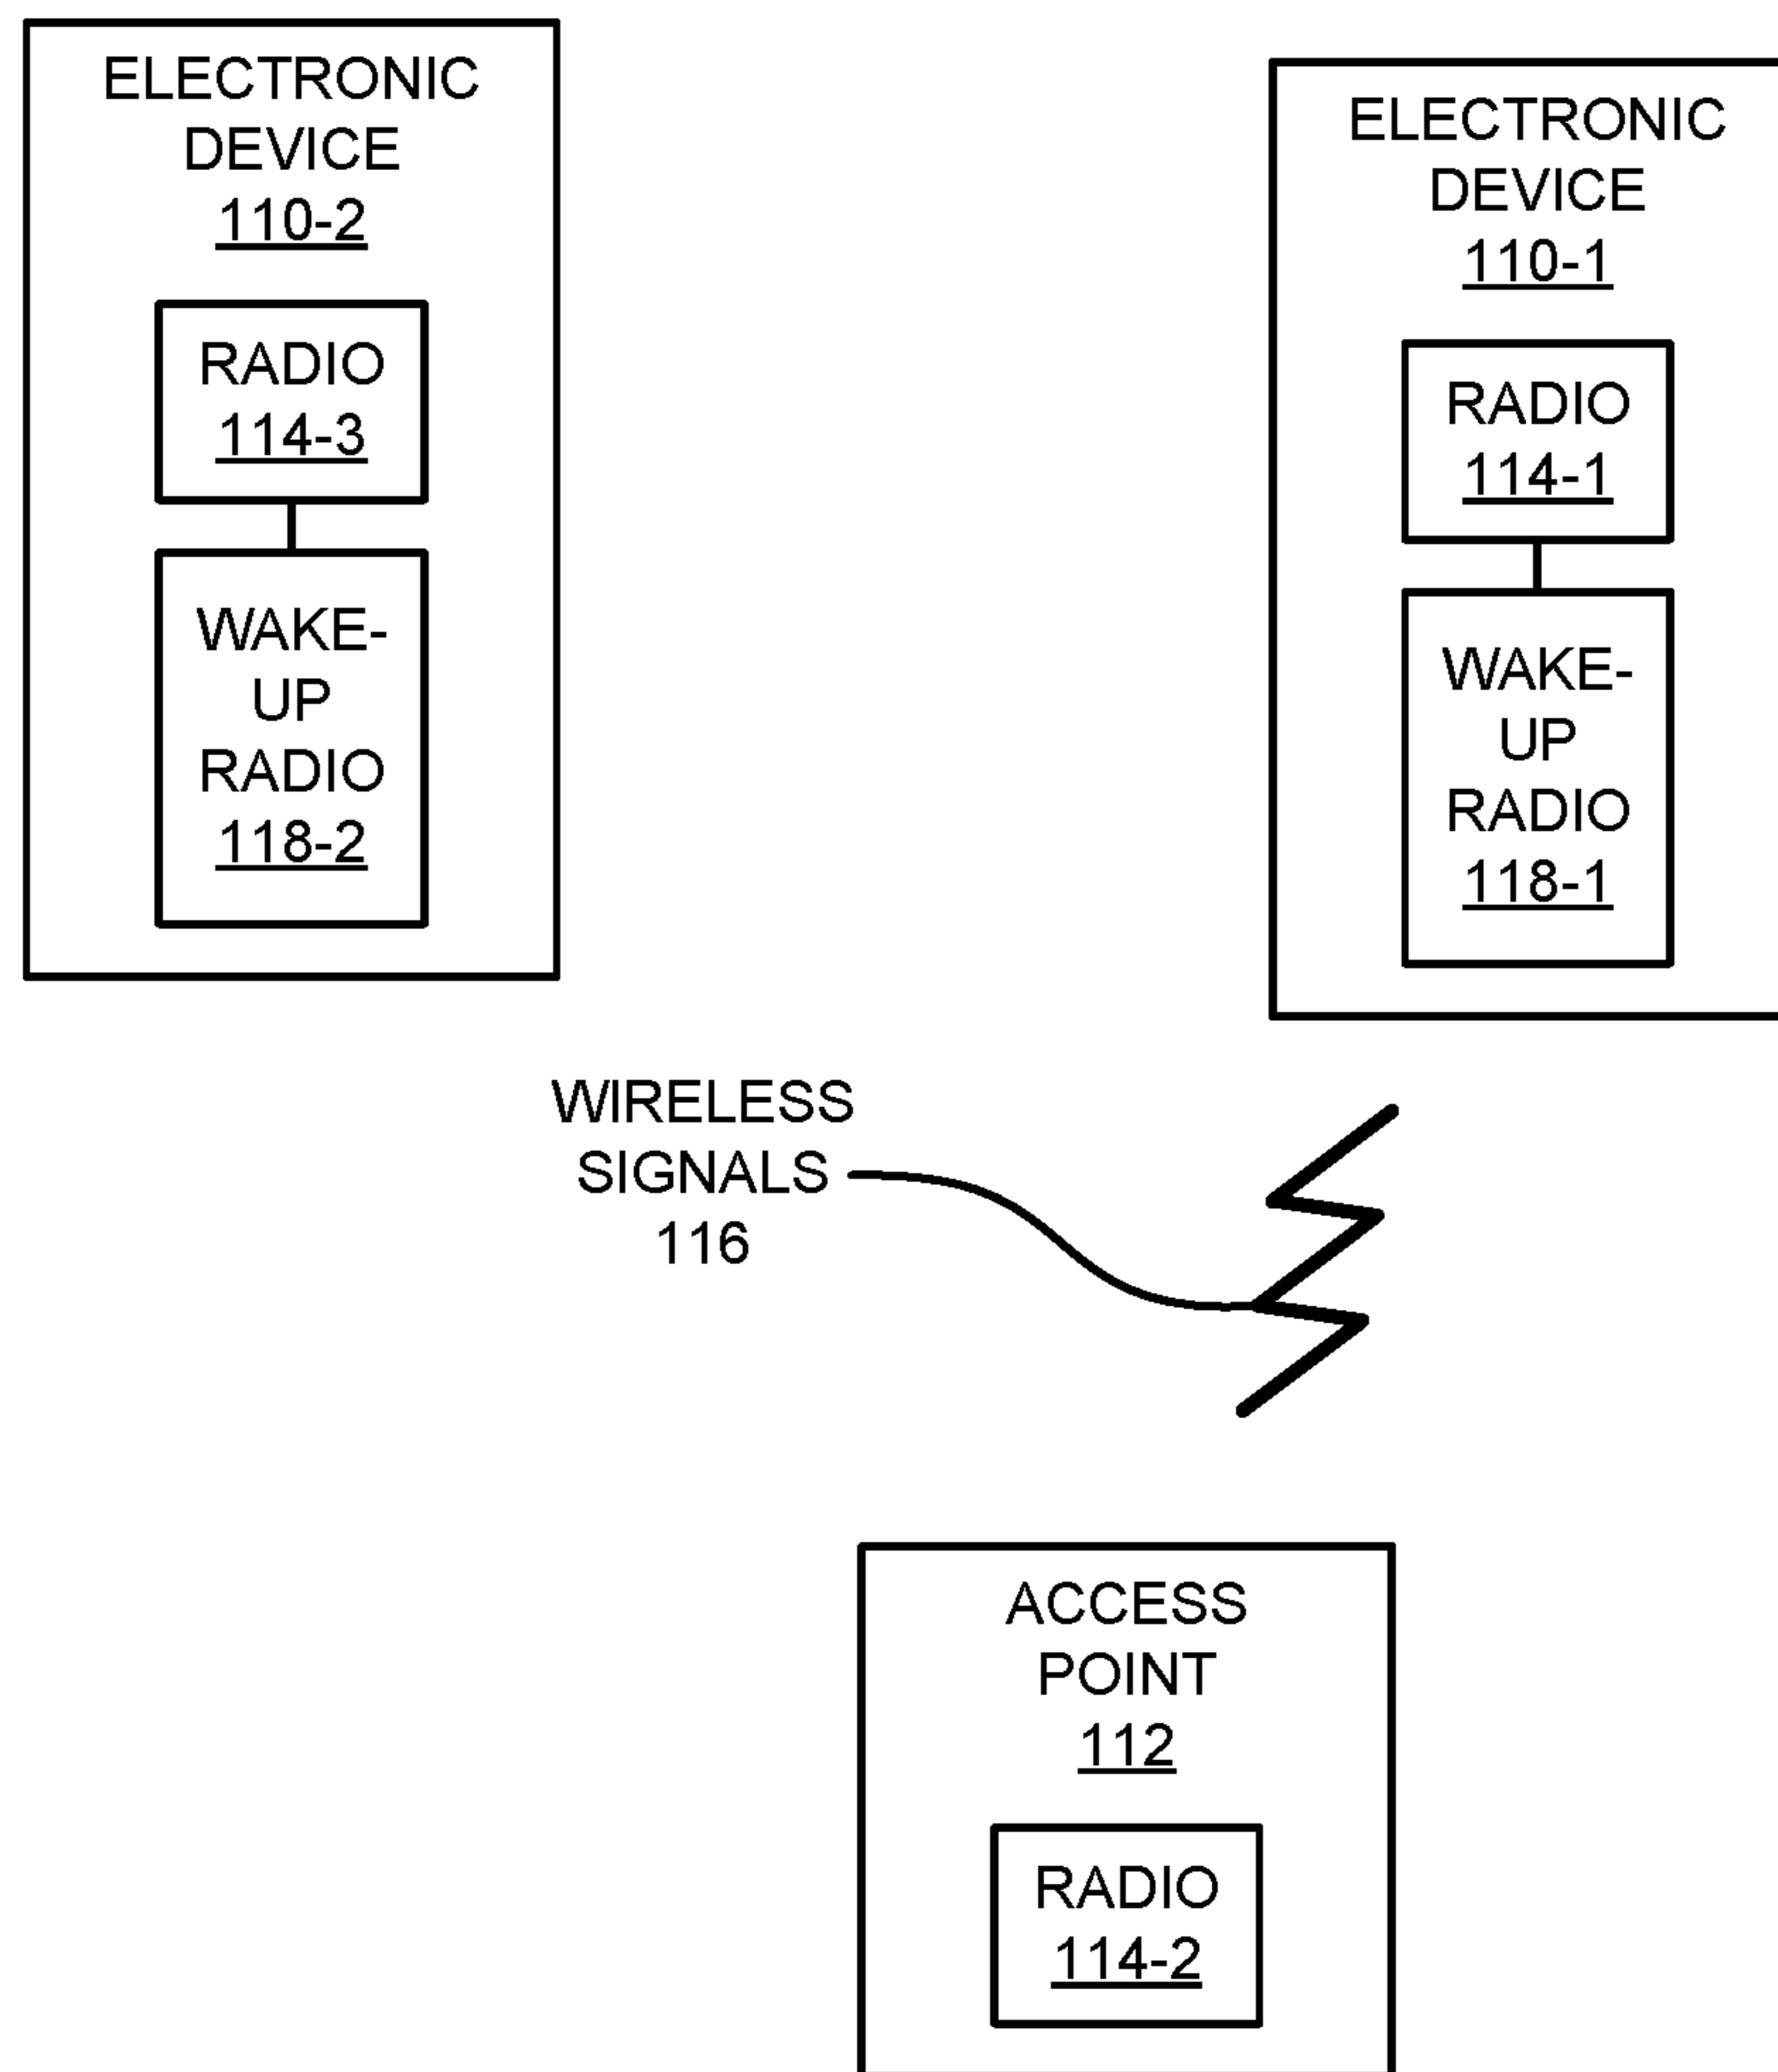 ELECTRONIC
DEVICE
110-2
RADIO
114-3
WAKE-
UP
RADIO
118-2
ELECTRONIC
DEVICE
110-1
RADIO
114-1
WAKE-
UP
RADIO
118-1
WIRELESS
SIGNALS
116
ACCESS
POINT
112
RADIO
114-2